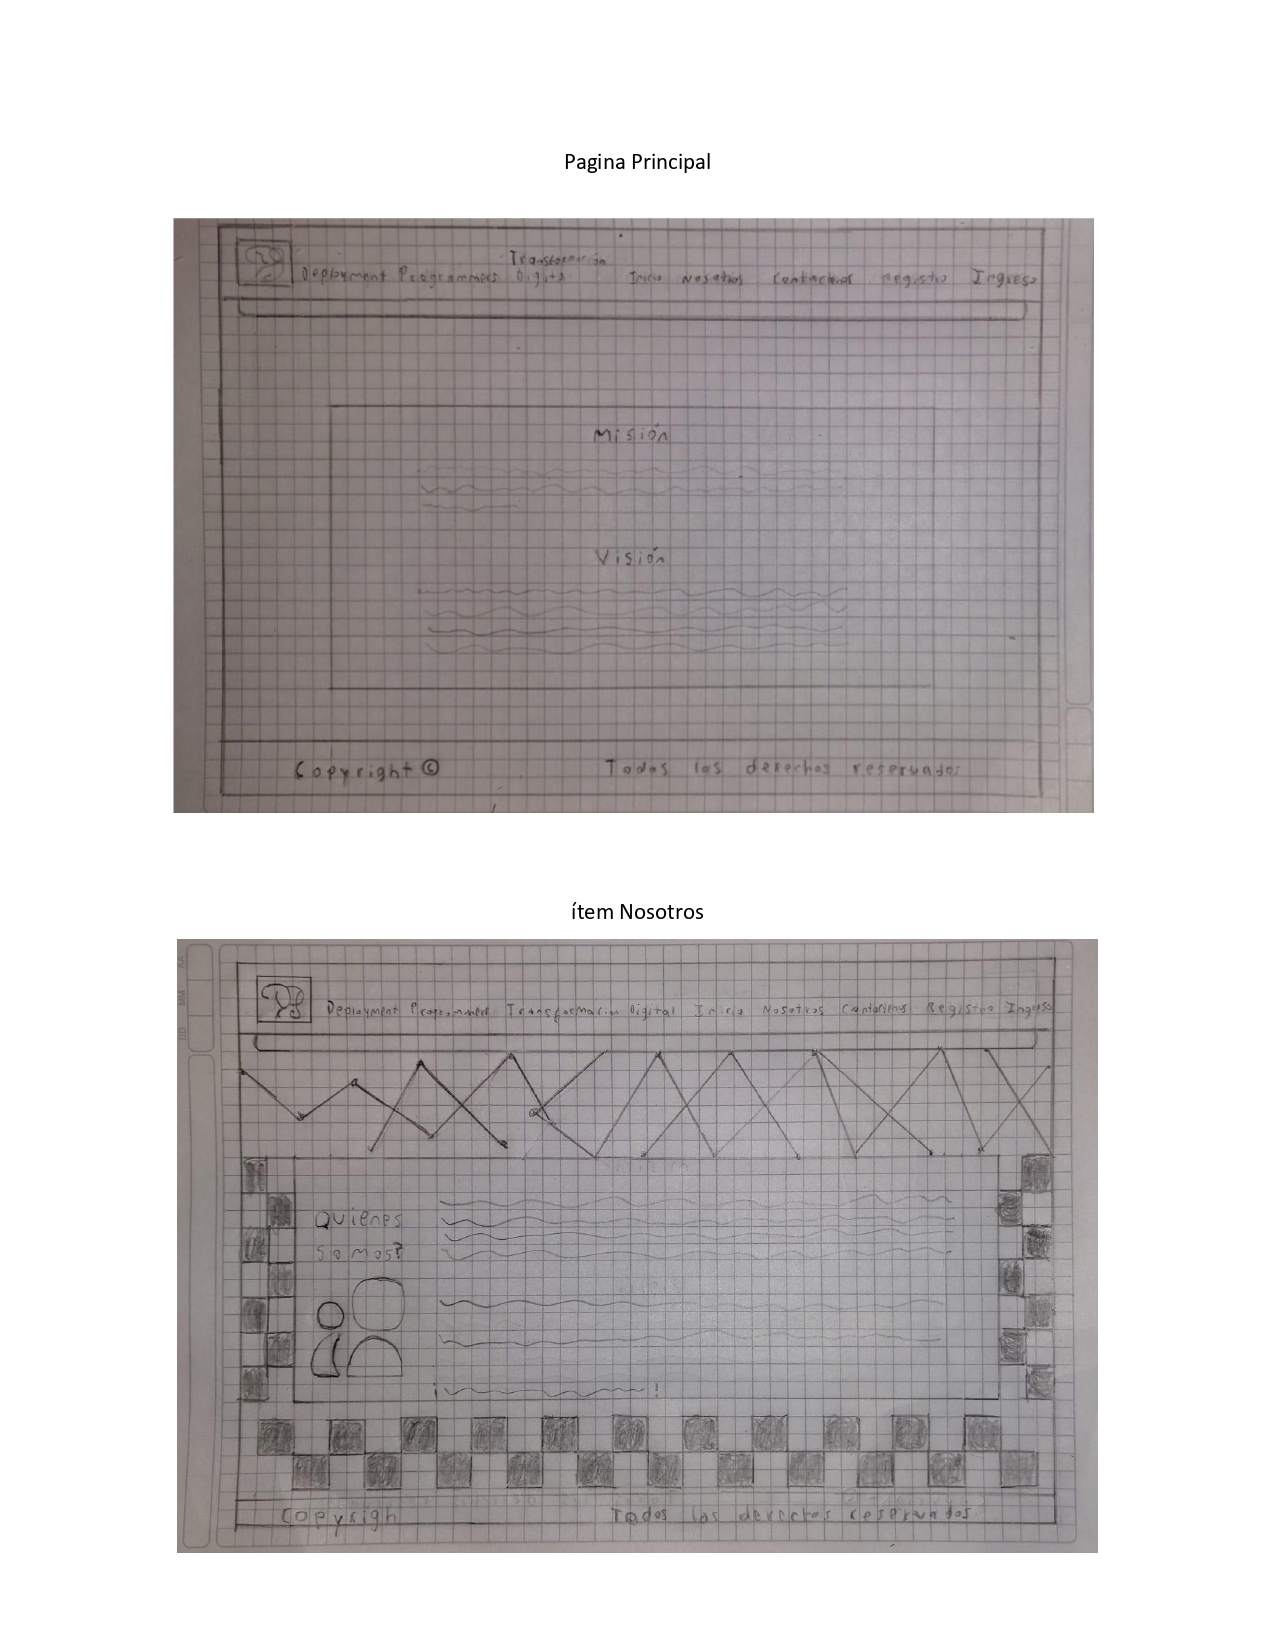 Pagina Principal
Transformación
Deployment Programmers Digital Inicio Nosotros Contactenos Registro Ingreso
Misión
Visión
Copyright © Todos los derechos reservados
ítem Nosotros
Deployment Programmers Transformación Digital Inicio Nosotros Contactenos Registro Ingreso
Quienes
Somos?
¡ !
Copyrigh Todos los derechos reservados